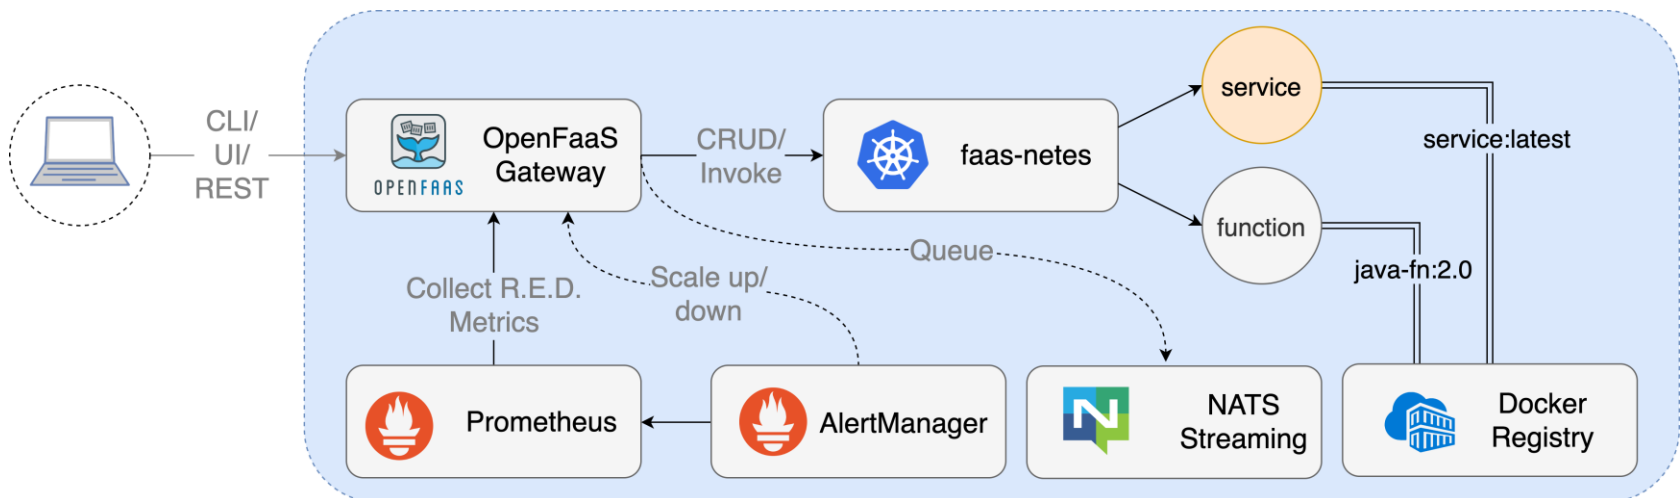 CLI/
UI/
REST
OPENFAAS
OpenFaaS
Gateway
CRUD/
Invoke
faas-netes
service
function
service:latest
java-fn:2.0
Queue
Scale up/
down
Collect R.E.D.
Metrics
Prometheus
AlertManager
N
NATS
Streaming
Docker
Registry